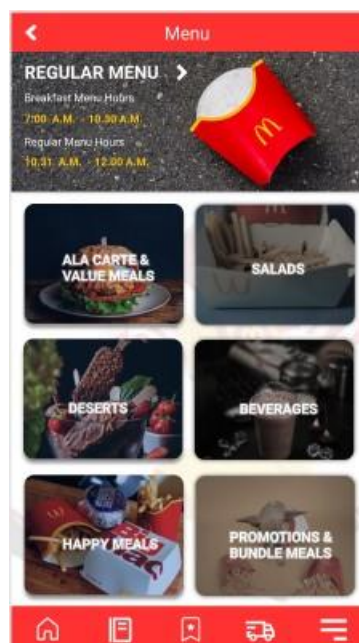 Menu
REGULAR MENU
Breakfast Menu Hours
7:00 A.M. - 10.30 A.M.
Regular Menu Hours
10.31 A.M. - 12.00 A.M.
ALA CARTE &
VALUE MEALS
SALADS
DESERTS
BEVERAGES
HAPPY MEALS
PROMOTIONS &
BUNDLE MEALS